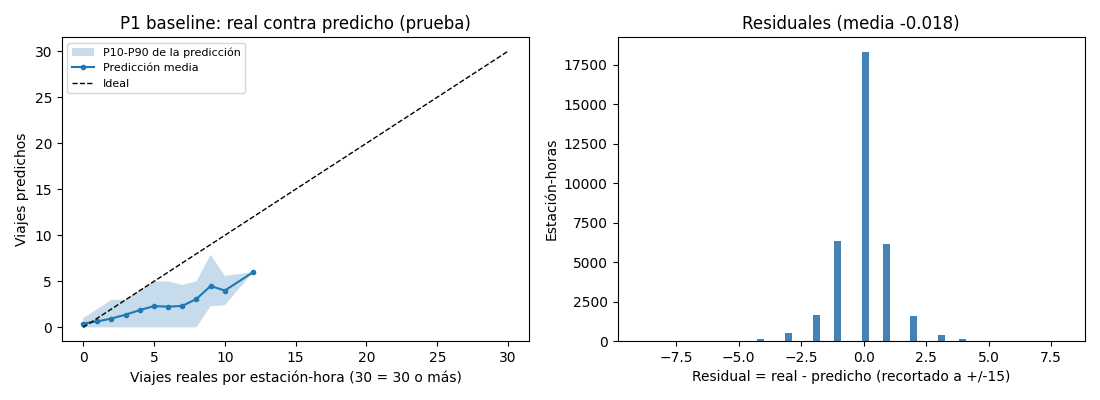 P1 baseline: real contra predicho (prueba)
P10-P90 de la predicción
Predicción media
Ideal
Viajes predichos
30
25
20
15
10
5
0
0 5 10 15 20 25 30
Viajes reales por estación-hora (30 = 30 o más)
Residuales (media -0.018)
Estación-horas
17500
15000
12500
10000
7500
5000
2500
0
−7.5 −5.0 −2.5 0.0 2.5 5.0 7.5
Residual = real - predicho (recortado a +/-15)